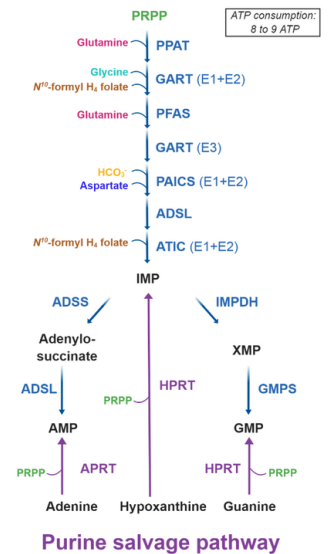 PRPP
ATP consumption:
8 to 9 ATP
Glutamine
PPAT
Glycine
N¹⁰-formyl H₄ folate
GART (E1+E2)
Glutamine
PFAS
GART (E3)
HCO₃⁻
Aspartate
PAICS (E1+E2)
ADSL
N¹⁰-formyl H₄ folate
ATIC (E1+E2)
IMP
ADSS
IMPDH
Adenylo-
succinate
XMP
ADSL
HPRT
PRPP
GMPS
AMP
GMP
PRPP
APRT
HPRT
PRPP
Adenine
Hypoxanthine
Guanine
Purine salvage pathway